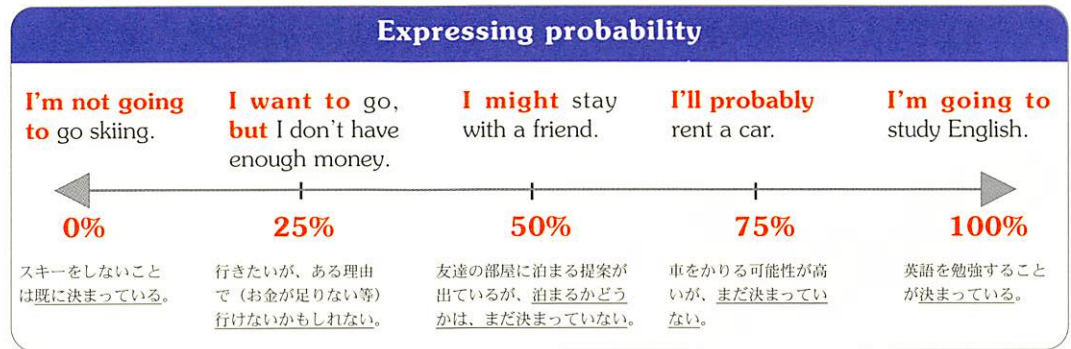 Expressing probability
I'm not going
to go skiing.
I want to go,
but I don't have
enough money.
I might stay
with a friend.
I'll probably
rent a car.
I'm going to
study English.
0%
25%
50%
75%
100%
スキーをしないこと
は既に決まっている。
行きたいが、ある理由
で（お金が足りない等）
行けないかもしれない。
友達の部屋に泊まる提案が
出ているが、泊まるかどう
かは、まだ決まっていない。
車をかりる可能性が高
いが、まだ決まってい
ない。
英語を勉強すること
が決まっている。